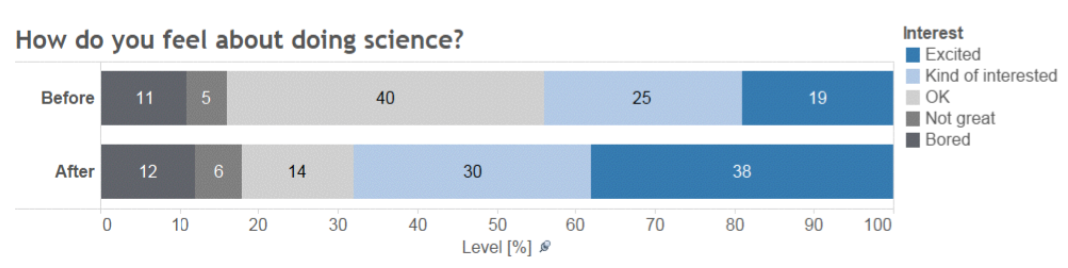 How do you feel about doing science?
Interest
Excited
Kind of interested
OK
Not great
Bored
Before 11 5 40 25 19
After 12 6 14 30 38
0 10 20 30 40 50 60 70 80 90 100
Level [%]